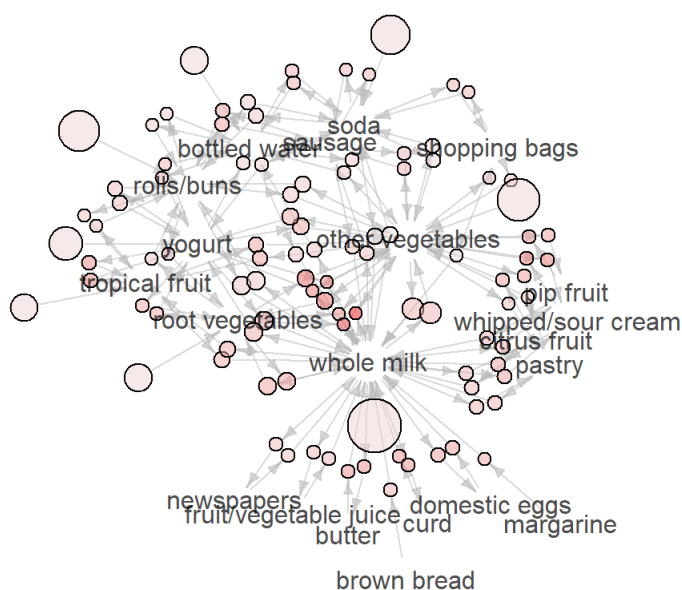 soda
sausage
bottled water
shopping bags
rolls/buns
other vegetables
yogurt
tropical fruit
pip fruit
root vegetables
whipped/sour cream
citrus fruit
whole milk
pastry
newspapers
domestic eggs
fruit/vegetable juice
curd
margarine
butter
brown bread